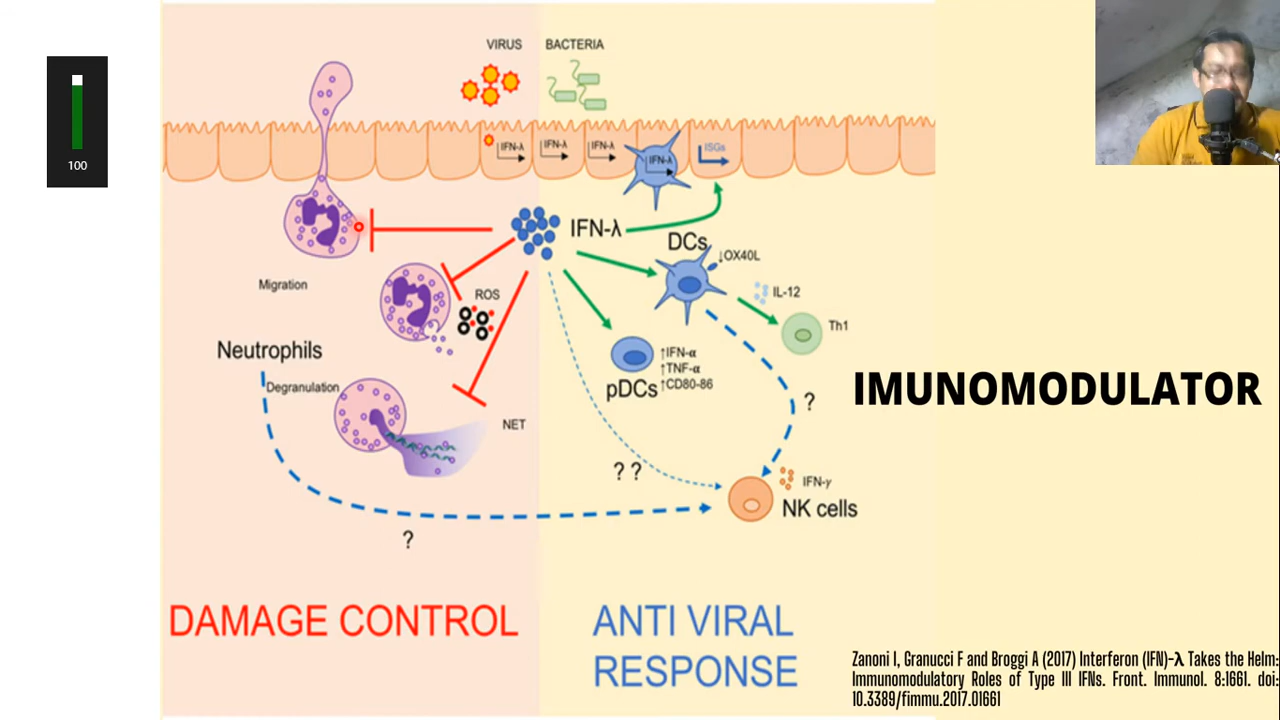 VIRUS
BACTERIA
100
IFN-λ
IFN-λ
IFN-λ
IFN-λ
ISGs
IFN-λ
DCs
↓OX40L
Migration
ROS
IL-12
Th1
Neutrophils
↑IFN-α
↑TNF-α
↑CD80-86
pDCs
Degranulation
IMUNOMODULATOR
?
NET
? ?
IFN-γ
NK cells
?
DAMAGE CONTROL
ANTI VIRAL
RESPONSE
Zanoni I, Granucci F and Broggi A (2017) Interferon (IFN)-λ Takes the Helm:
Immunomodulatory Roles of Type III IFNs. Front. Immunol. 8:1661. doi:
10.3389/fimmu.2017.01661